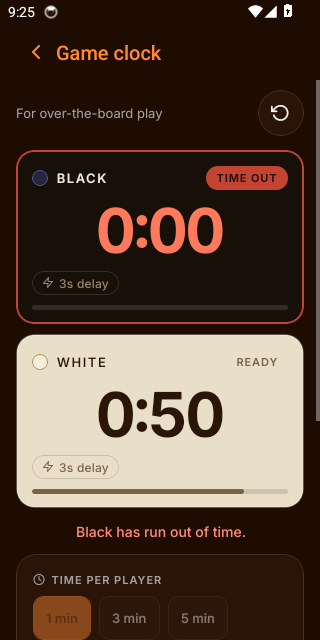 9:25
Game clock
For over-the-board play
BLACK
TIME OUT
0:00
3s delay
WHITE
READY
0:50
3s delay
Black has run out of time.
TIME PER PLAYER
1 min
3 min
5 min